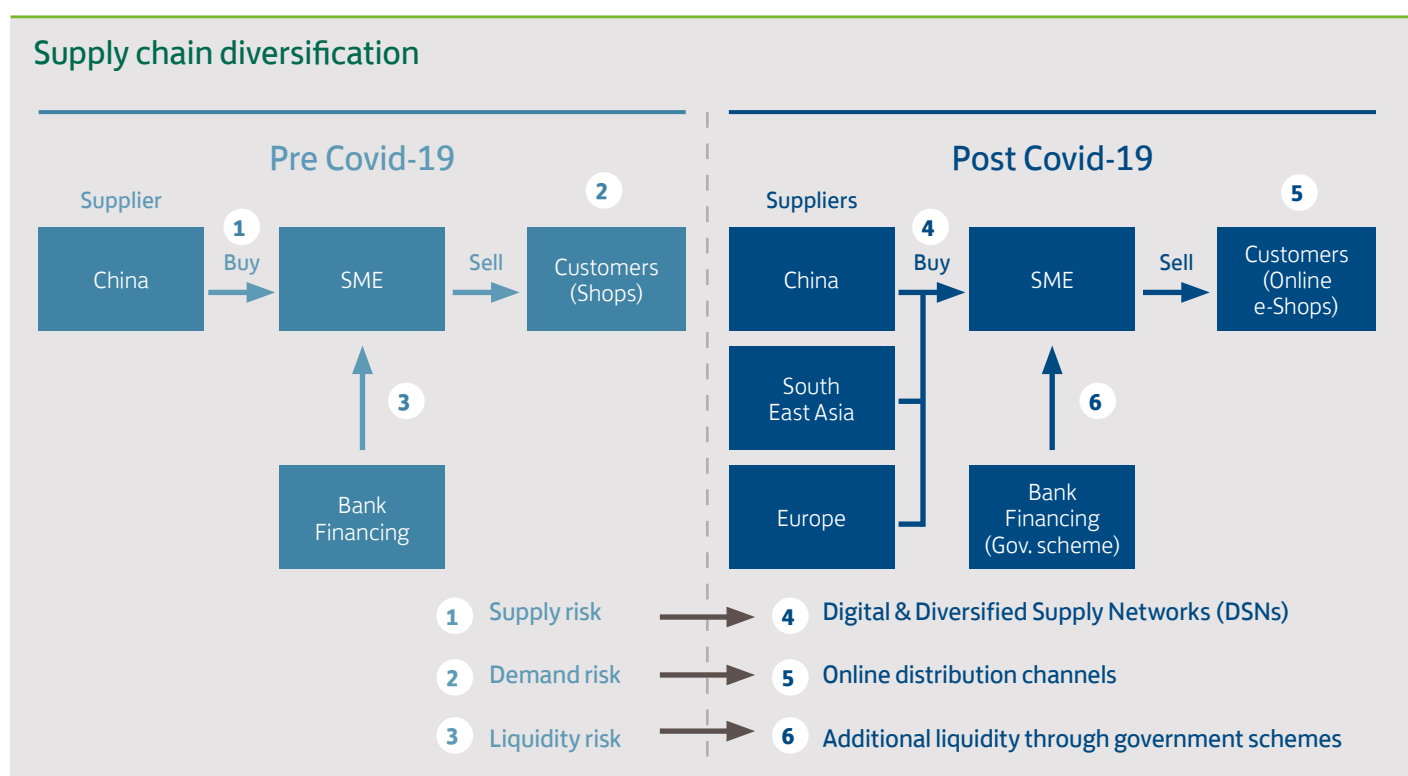 Supply chain diversification
Pre Covid-19
Supplier
1
2
Buy
Sell
China
SME
Customers
(Shops)
3
Bank
Financing
Post Covid-19
Suppliers
4
5
Buy
Sell
China
SME
Customers
(Online
e-Shops)
South
East Asia
6
Europe
Bank
Financing
(Gov. scheme)
1 Supply risk
4 Digital & Diversified Supply Networks (DSNs)
2 Demand risk
5 Online distribution channels
3 Liquidity risk
6 Additional liquidity through government schemes